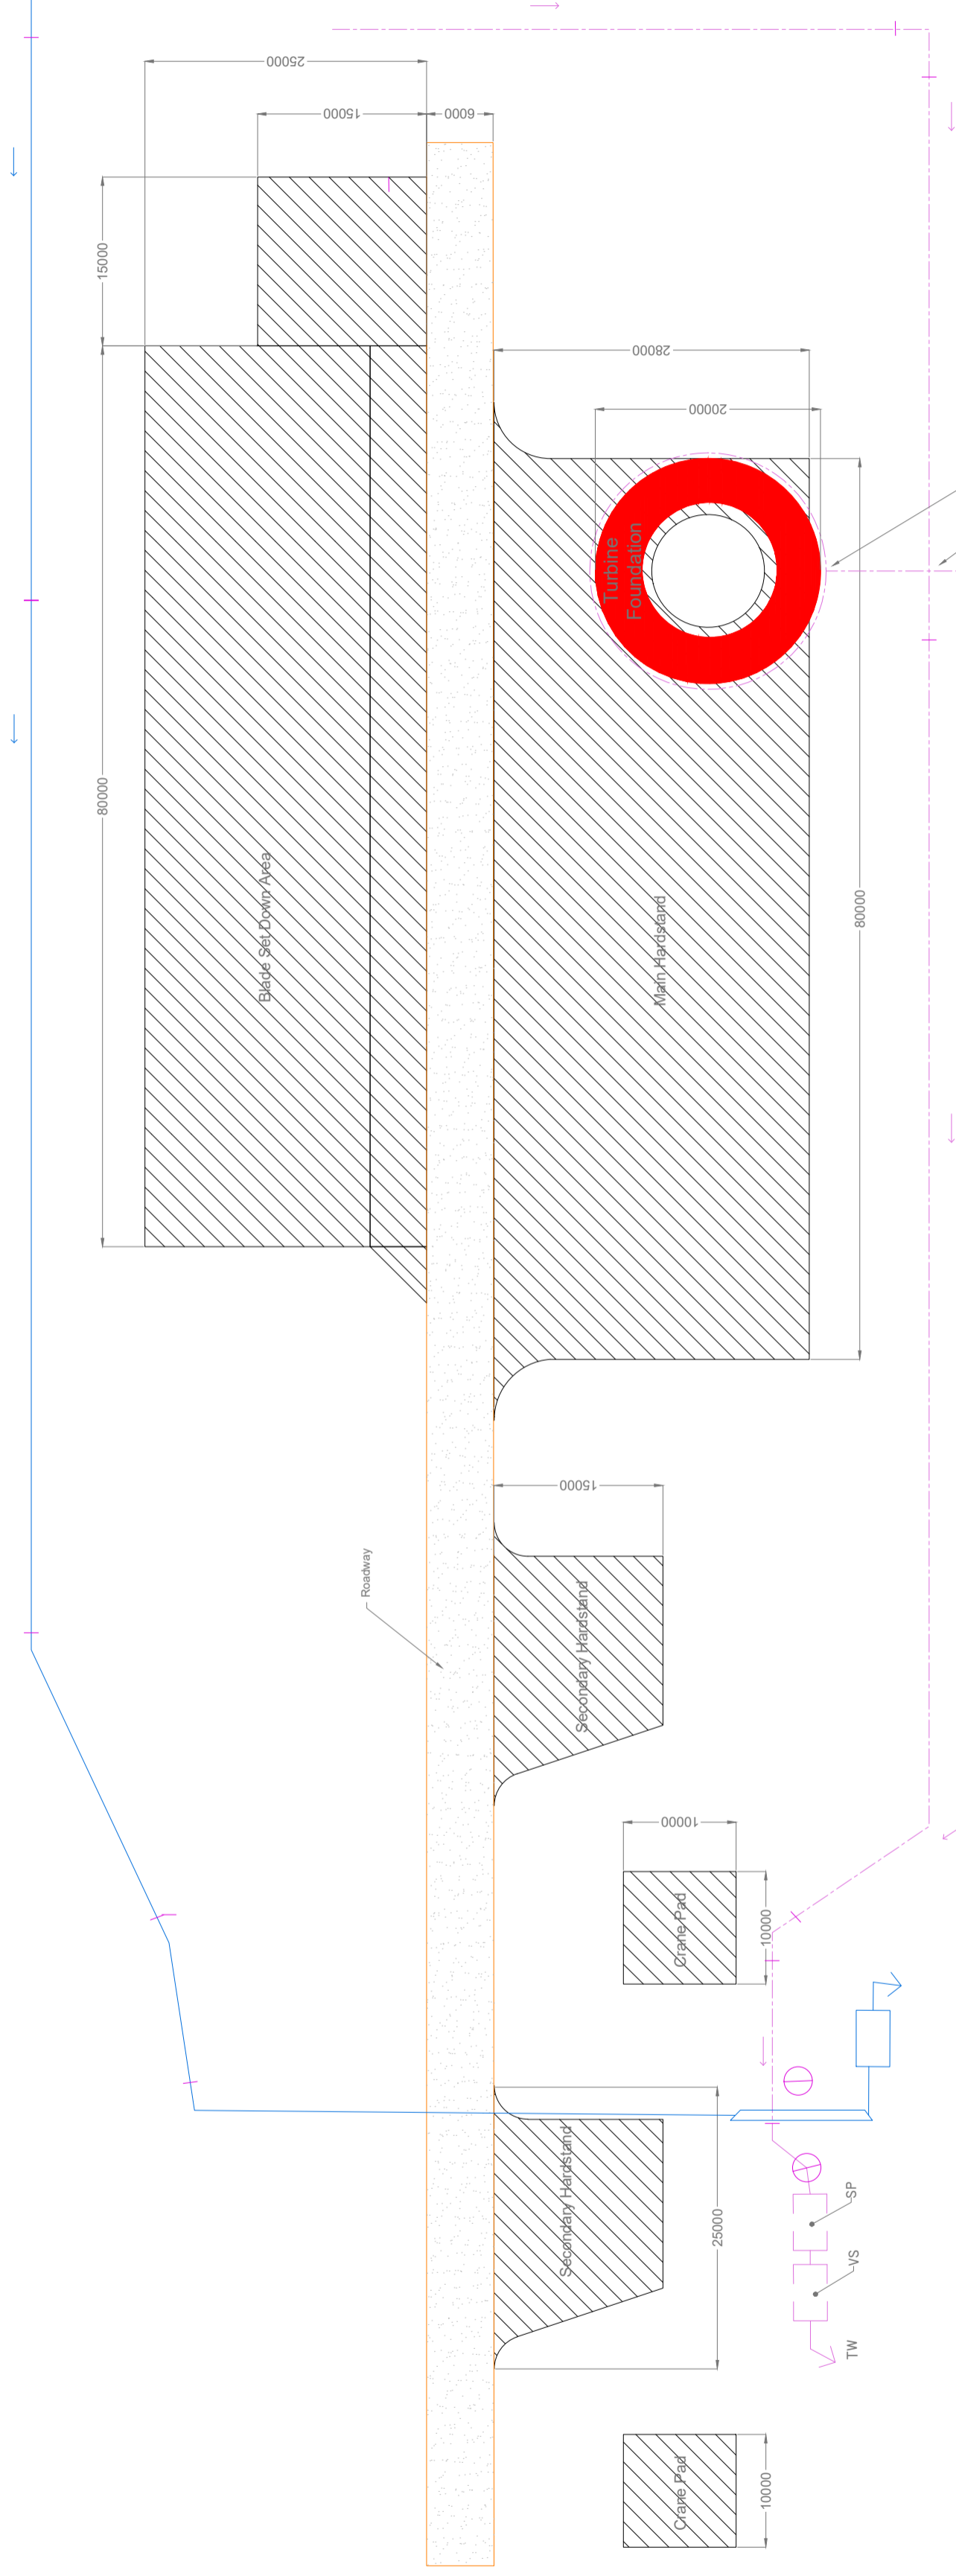 25000
15000
6000
15000
28000
20000
Turbine
Foundation
80000
Blade Set Down Area
Main Hardstand
80000
15000
Roadway
Secondary Hardstand
10000
Crane Pad
10000
Secondary Hardstand
25000
SP
VS
TW
Crane Pad
10000